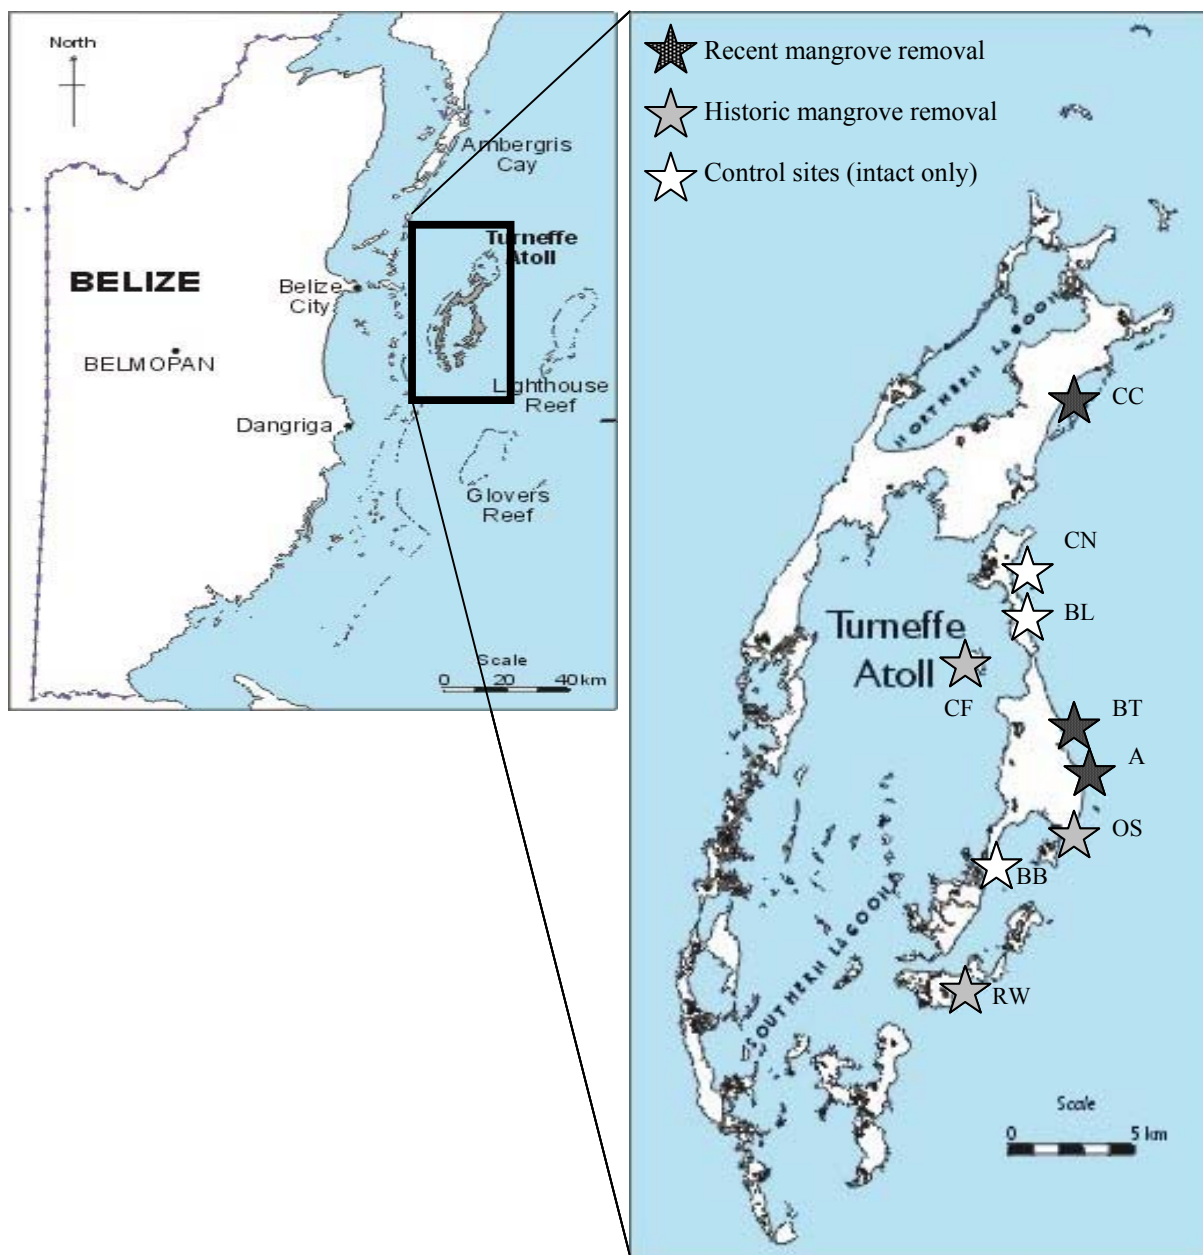 North
Ambergris
Cay
Turneffe
Atoll
BELIZE
Belize
City
BELMOPAN
Lighthouse
Reef
Dangriga
Glovers
Reef
Scale
0 20 40 km
Recent mangrove removal
Historic mangrove removal
Control sites (intact only)
NORTHERN LAGOON
CC
CN
BL
Turneffe
Atoll
CF
BT
A
OS
BB
SOUTHERN LAGOON
RW
Scale
0 5 km